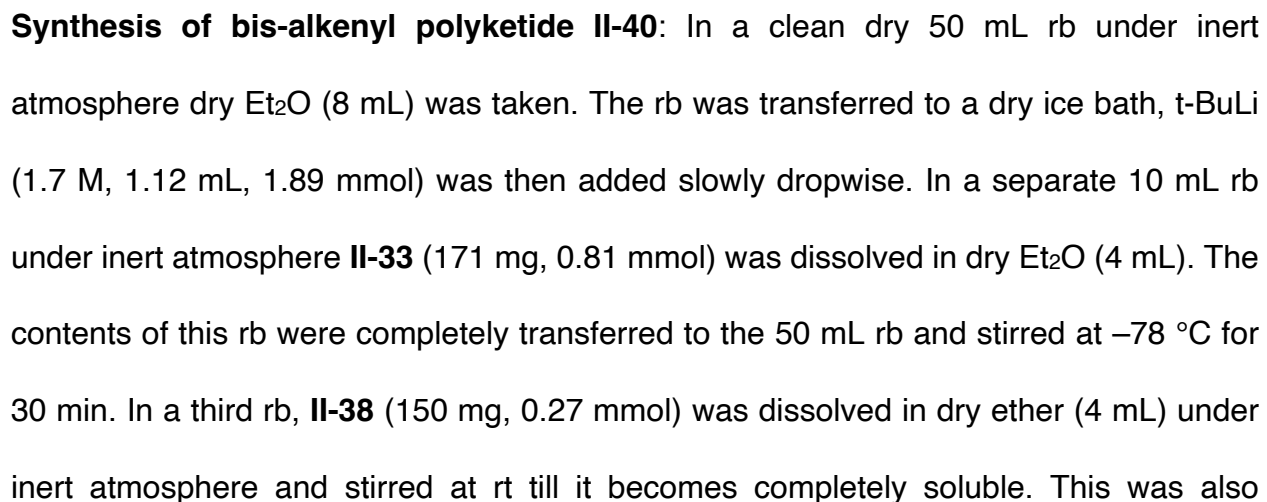 Synthesis of bis-alkenyl polyketide II-40: In a clean dry 50 mL rb under inert
atmosphere dry Et₂O (8 mL) was taken. The rb was transferred to a dry ice bath, t-BuLi
(1.7 M, 1.12 mL, 1.89 mmol) was then added slowly dropwise. In a separate 10 mL rb
under inert atmosphere II-33 (171 mg, 0.81 mmol) was dissolved in dry Et₂O (4 mL). The
contents of this rb were completely transferred to the 50 mL rb and stirred at –78 °C for
30 min. In a third rb, II-38 (150 mg, 0.27 mmol) was dissolved in dry ether (4 mL) under
inert atmosphere and stirred at rt till it becomes completely soluble. This was also